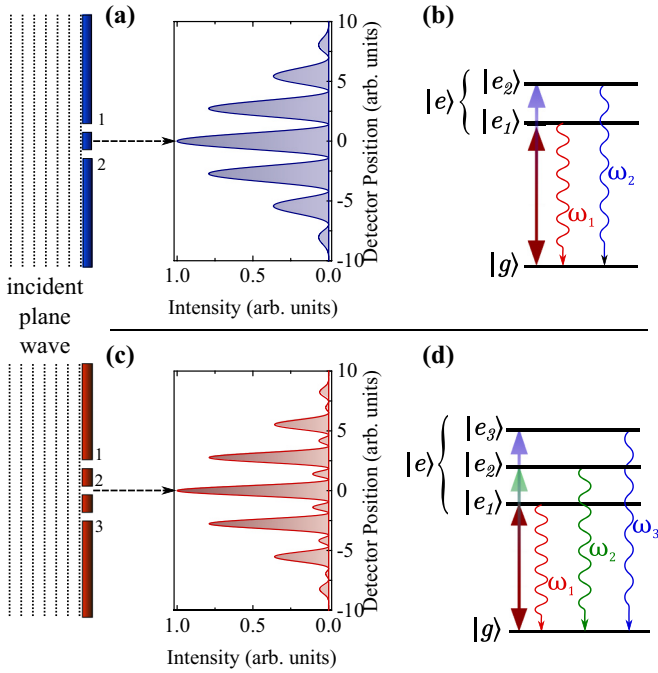 (a)
10
5
0
-5
-10
Detector Position (arb. units)
1.0
0.5
0.0
Intensity (arb. units)
1
2
incident
plane
wave
(b)
|e⟩
|e₂⟩
|e₁⟩
ω₁
ω₂
|g⟩
(c)
10
5
0
-5
-10
Detector Position (arb. units)
1.0
0.5
0.0
Intensity (arb. units)
1
2
3
(d)
|e⟩
|e₃⟩
|e₂⟩
|e₁⟩
ω₁
ω₂
ω₃
|g⟩